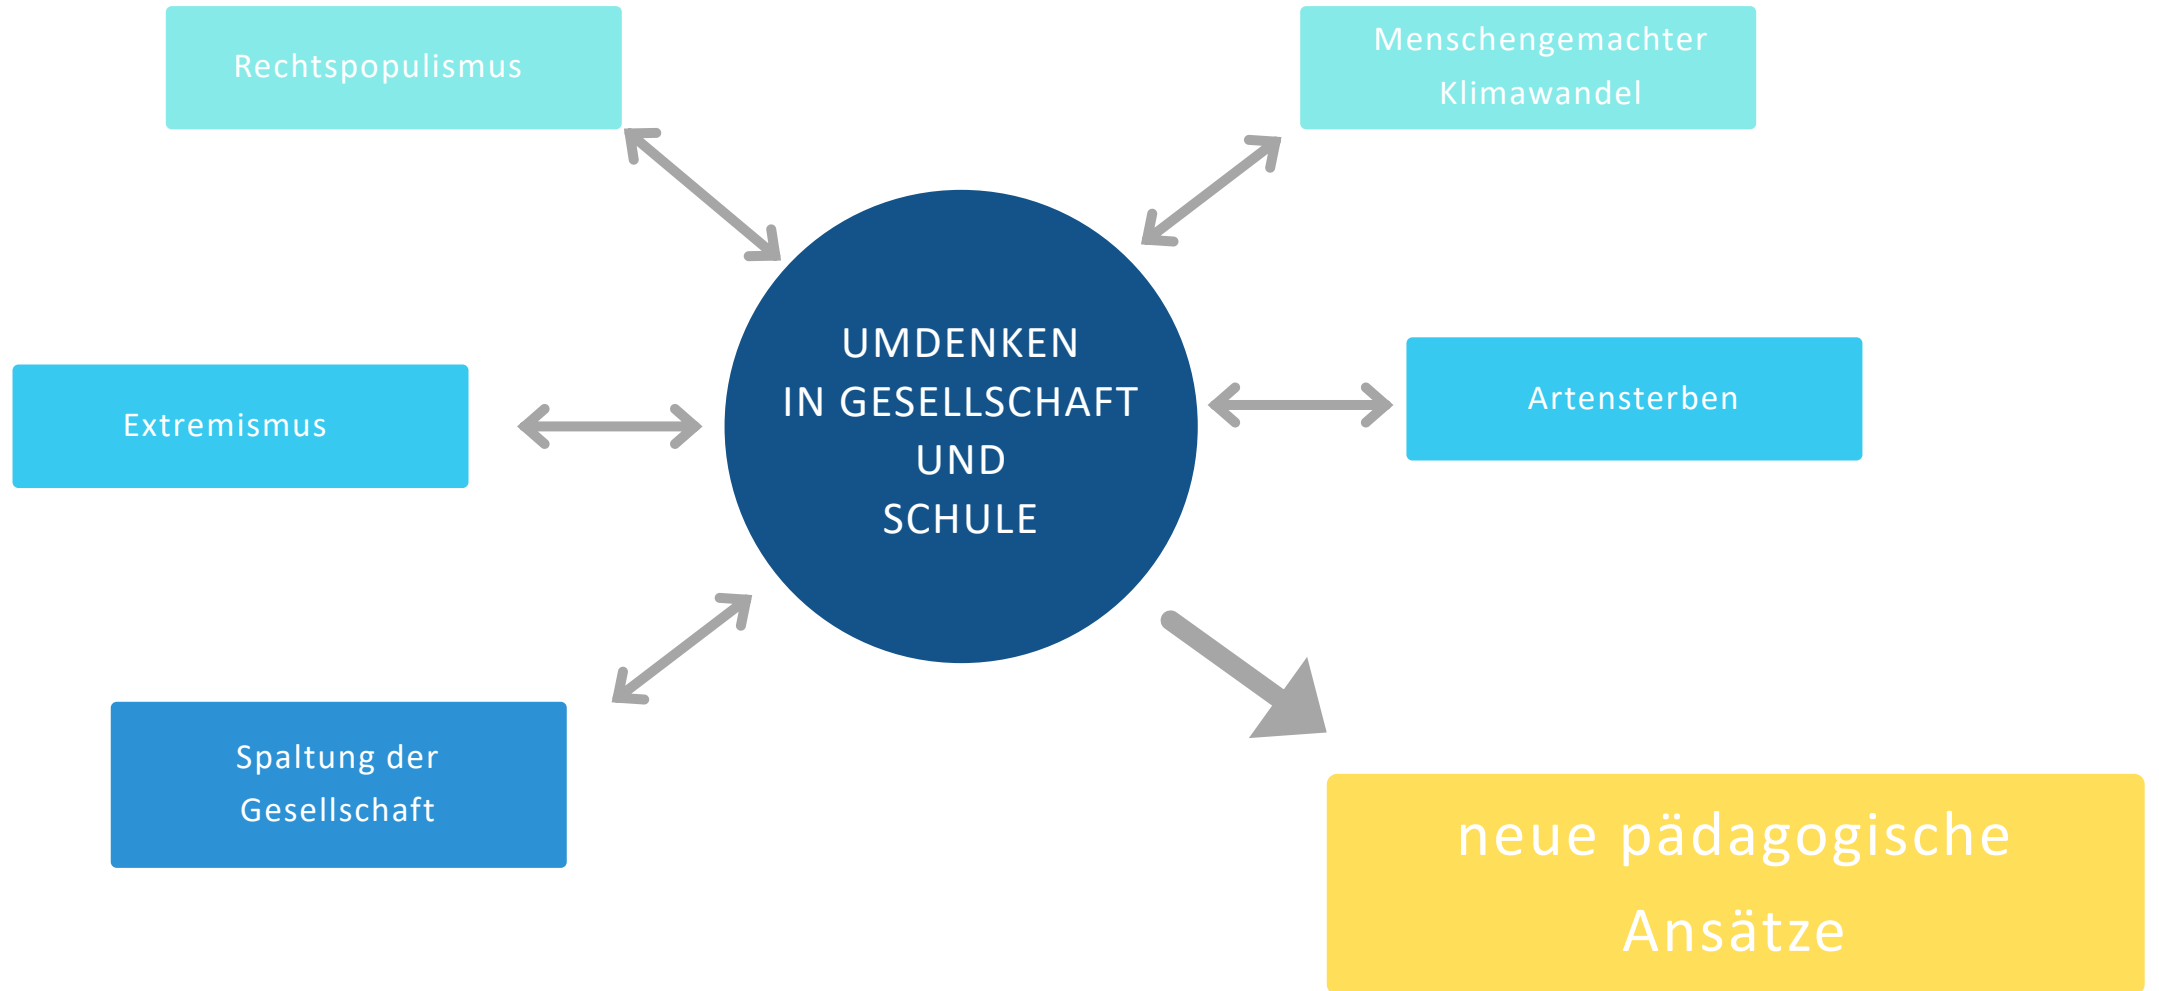 Rechtspopulismus
Menschengemachter
Klimawandel
UMDENKEN
IN GESELLSCHAFT
UND
SCHULE
Extremismus
Artensterben
Spaltung der
Gesellschaft
neue pädagogische
Ansätze